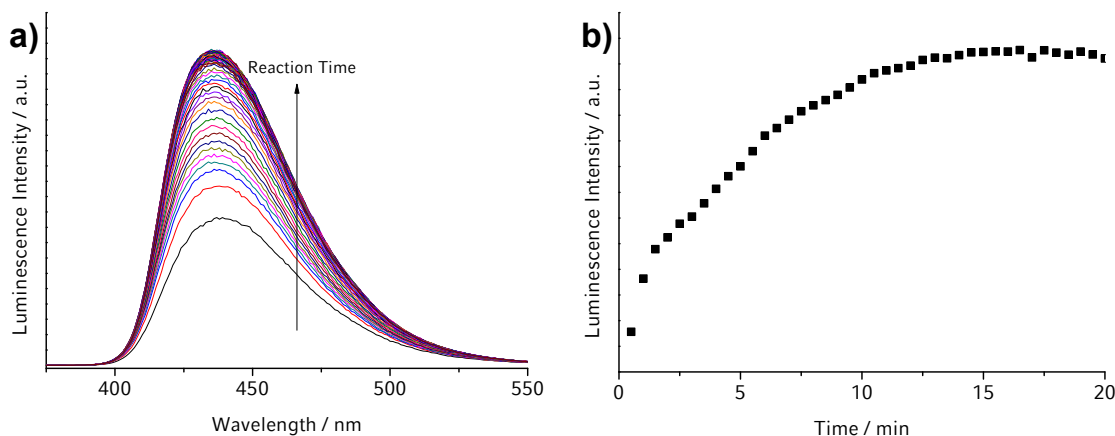 a)
Reaction Time
Luminescence Intensity / a.u.
400 450 500 550
Wavelength / nm
b)
Luminescence Intensity / a.u.
0 5 10 15 20
Time / min